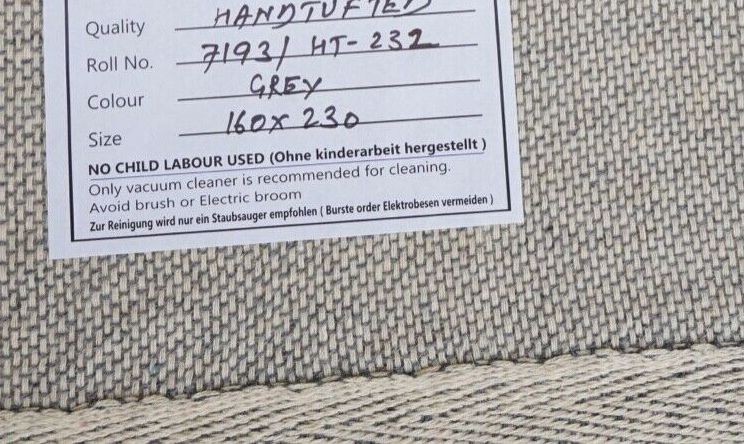 Quality HANDTUFTED
Roll No. 7193/ HT-232
Colour GREY
Size 160x 230
NO CHILD LABOUR USED (Ohne kinderarbeit hergestellt )
Only vacuum cleaner is recommended for cleaning.
Avoid brush or Electric broom
Zur Reinigung wird nur ein Staubsauger empfohlen ( Burste order Elektrobesen vermeiden )